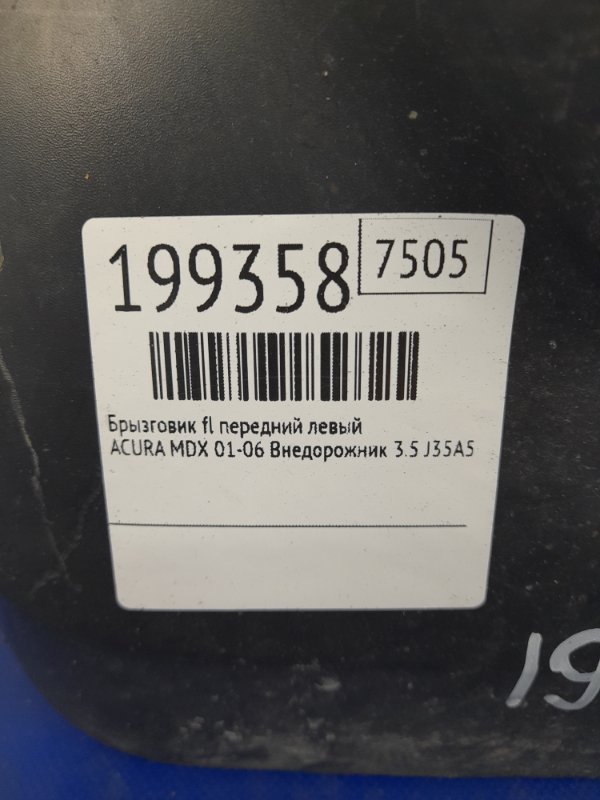 199358 7505
Брызговик fl передний левый
ACURA MDX 01-06 Внедорожник 3.5 J35A5
19